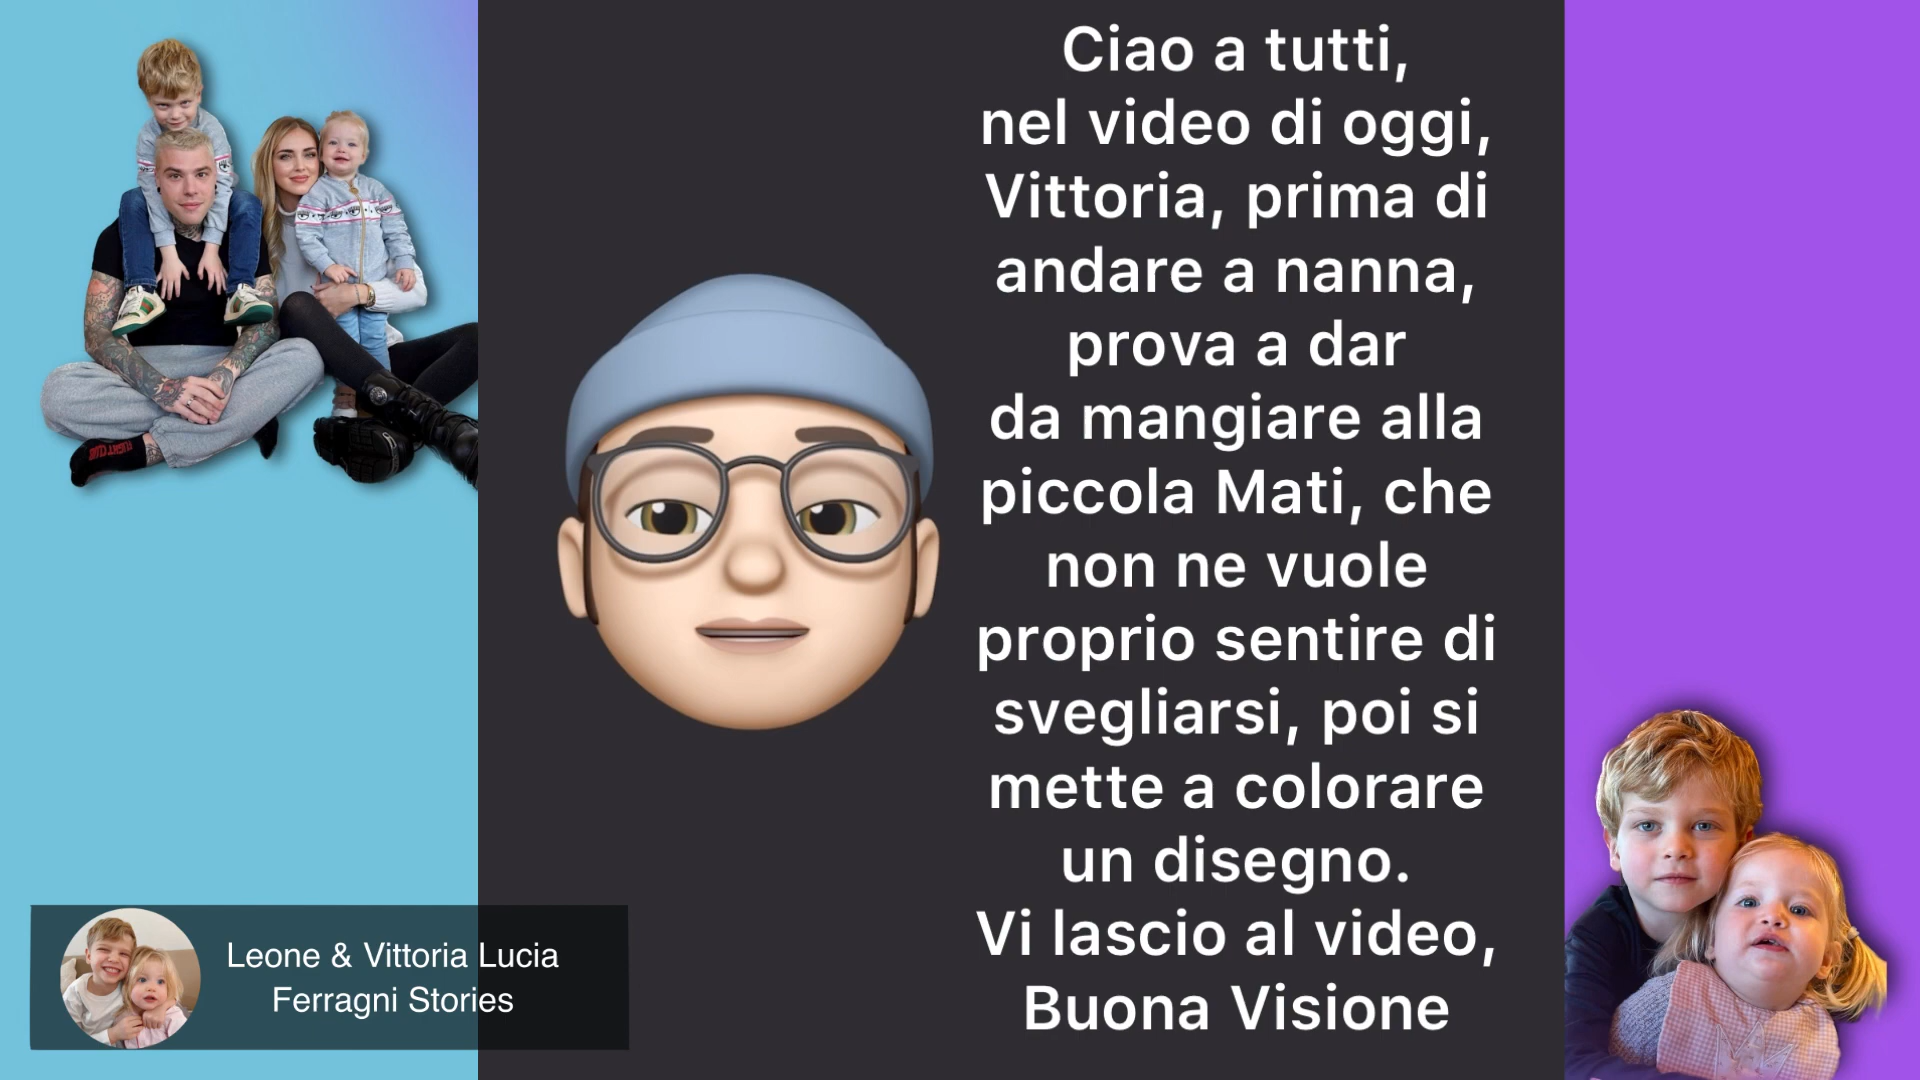 Ciao a tutti,
nel video di oggi,
Vittoria, prima di
andare a nanna,
prova a dar
da mangiare alla
piccola Mati, che
non ne vuole
proprio sentire di
svegliarsi, poi si
mette a colorare
un disegno.
Vi lascio al video,
Buona Visione
Leone & Vittoria Lucia
Ferragni Stories